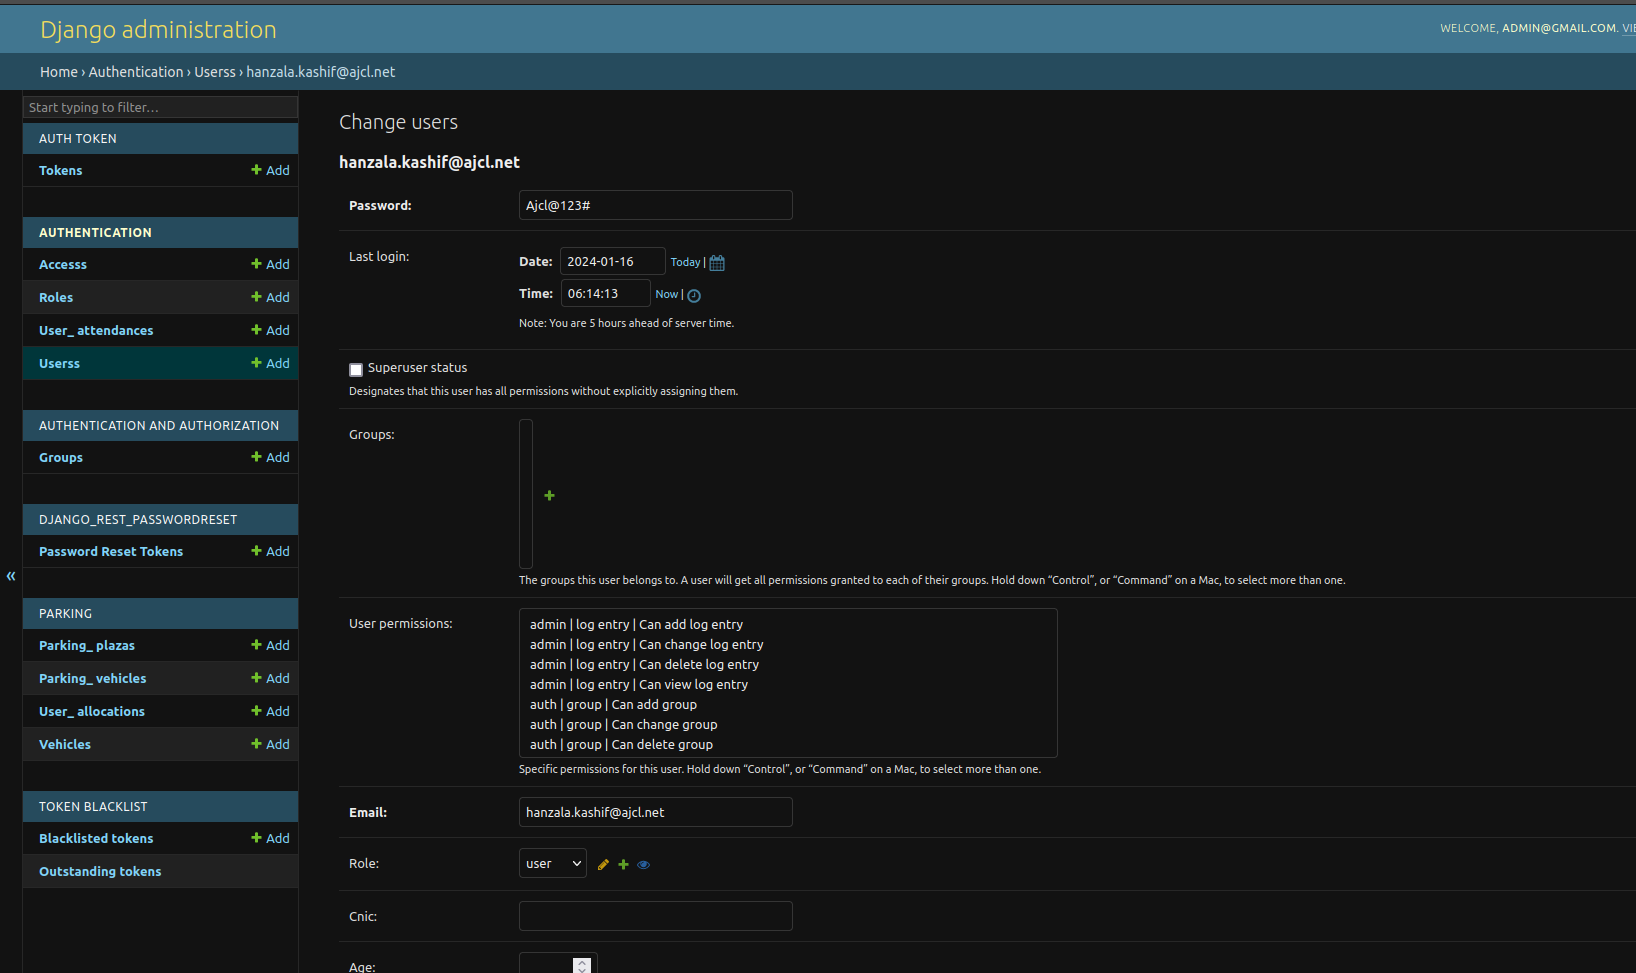 Django administration
WELCOME, ADMIN@GMAIL.COM.
Home › Authentication › Userss › hanzala.kashif@ajcl.net
Start typing to filter…
AUTH TOKEN
Tokens + Add
AUTHENTICATION
Accesss + Add
Roles + Add
User_ attendances + Add
Userss + Add
AUTHENTICATION AND AUTHORIZATION
Groups + Add
DJANGO_REST_PASSWORDRESET
Password Reset Tokens + Add
PARKING
Parking_ plazas + Add
Parking_ vehicles + Add
User_ allocations + Add
Vehicles + Add
TOKEN BLACKLIST
Blacklisted tokens + Add
Outstanding tokens
«
Change users
hanzala.kashif@ajcl.net
Password: Ajcl@123#
Last login: Date: 2024-01-16 Today |
Time: 06:14:13 Now |
Note: You are 5 hours ahead of server time.
Superuser status
Designates that this user has all permissions without explicitly assigning them.
Groups:
The groups this user belongs to. A user will get all permissions granted to each of their groups. Hold down “Control”, or “Command” on a Mac, to select more than one.
User permissions:
admin | log entry | Can add log entry
admin | log entry | Can change log entry
admin | log entry | Can delete log entry
admin | log entry | Can view log entry
auth | group | Can add group
auth | group | Can change group
auth | group | Can delete group
Specific permissions for this user. Hold down “Control”, or “Command” on a Mac, to select more than one.
Email: hanzala.kashif@ajcl.net
Role: user
Cnic:
Age: